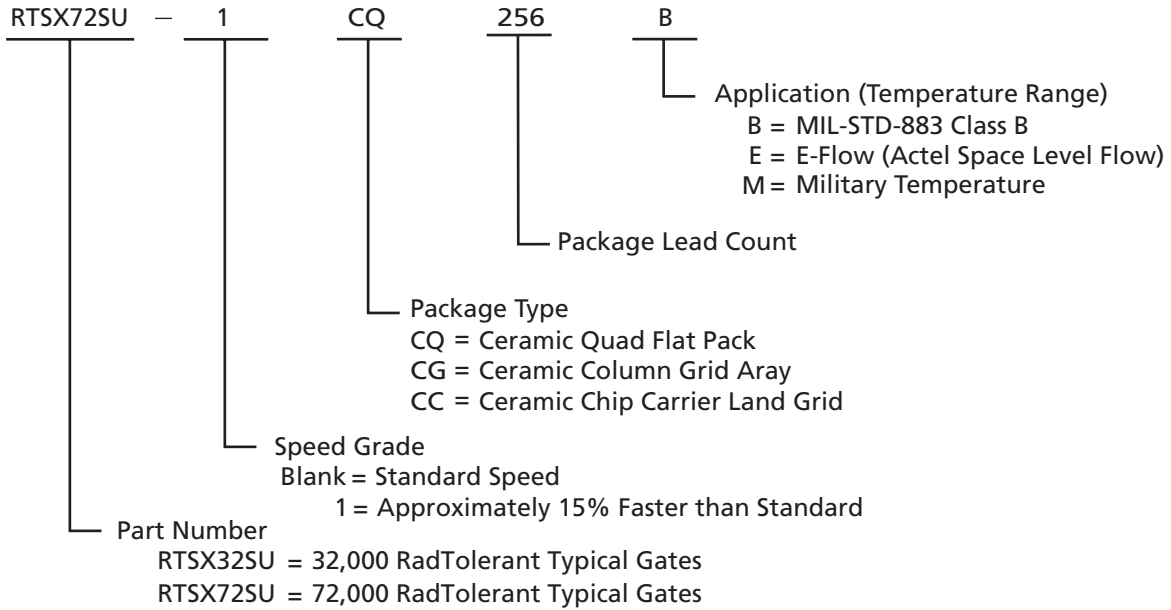 RTSX72SU – 1 CQ 256 B
Application (Temperature Range)
B = MIL-STD-883 Class B
E = E-Flow (Actel Space Level Flow)
M = Military Temperature
Package Lead Count
Package Type
CQ = Ceramic Quad Flat Pack
CG = Ceramic Column Grid Aray
CC = Ceramic Chip Carrier Land Grid
Speed Grade
Blank = Standard Speed
1 = Approximately 15% Faster than Standard
Part Number
RTSX32SU = 32,000 RadTolerant Typical Gates
RTSX72SU = 72,000 RadTolerant Typical Gates